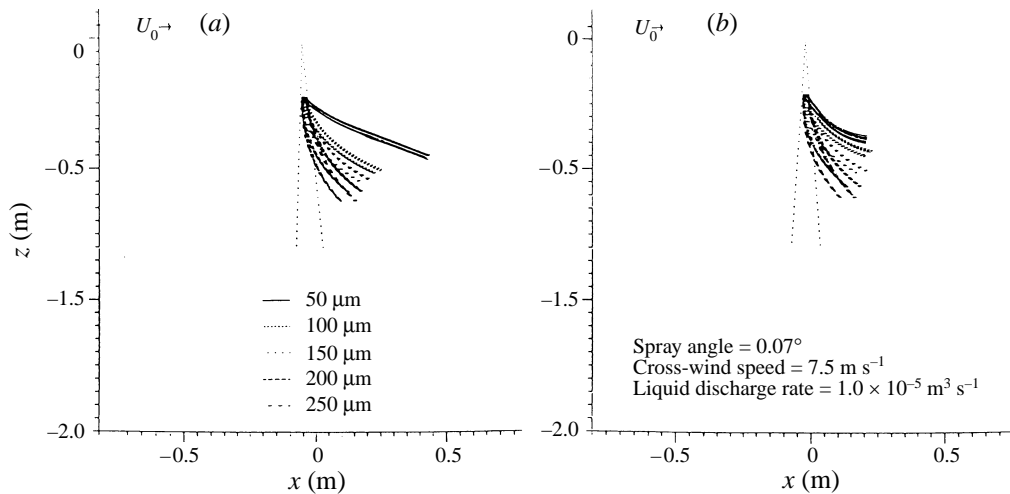 U₀→ (a)
U₀→ (b)
0
−0.5
−1.5
−2.0
z (m)
50 μm
100 μm
150 μm
200 μm
250 μm
−0.5
0
0.5
x (m)
0
−0.5
−1.5
−2.0
Spray angle = 0.07°
Cross-wind speed = 7.5 m s⁻¹
Liquid discharge rate = 1.0 × 10⁻⁵ m³ s⁻¹
−0.5
0
0.5
x (m)